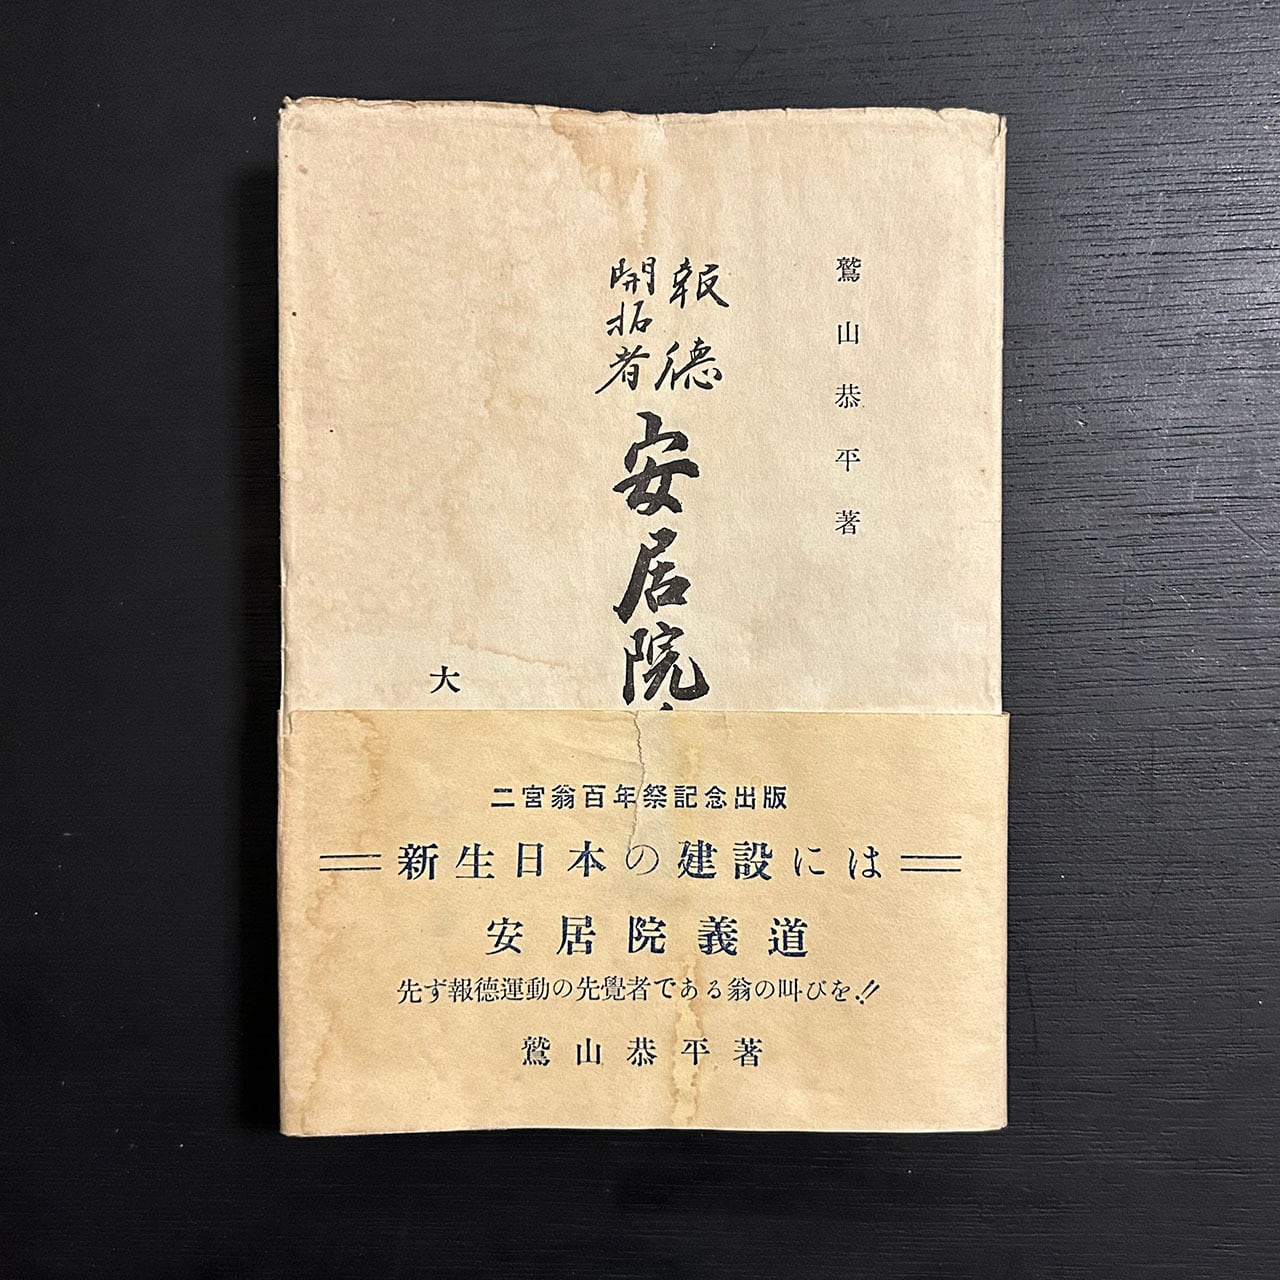 鷲山恭平著
報德
開拓者
安居院
大
二宮翁百年祭記念出版
新生日本の建設には
安居院義道
先ず報德運動の先覺者である翁の叫びを!!
鷲山恭平著